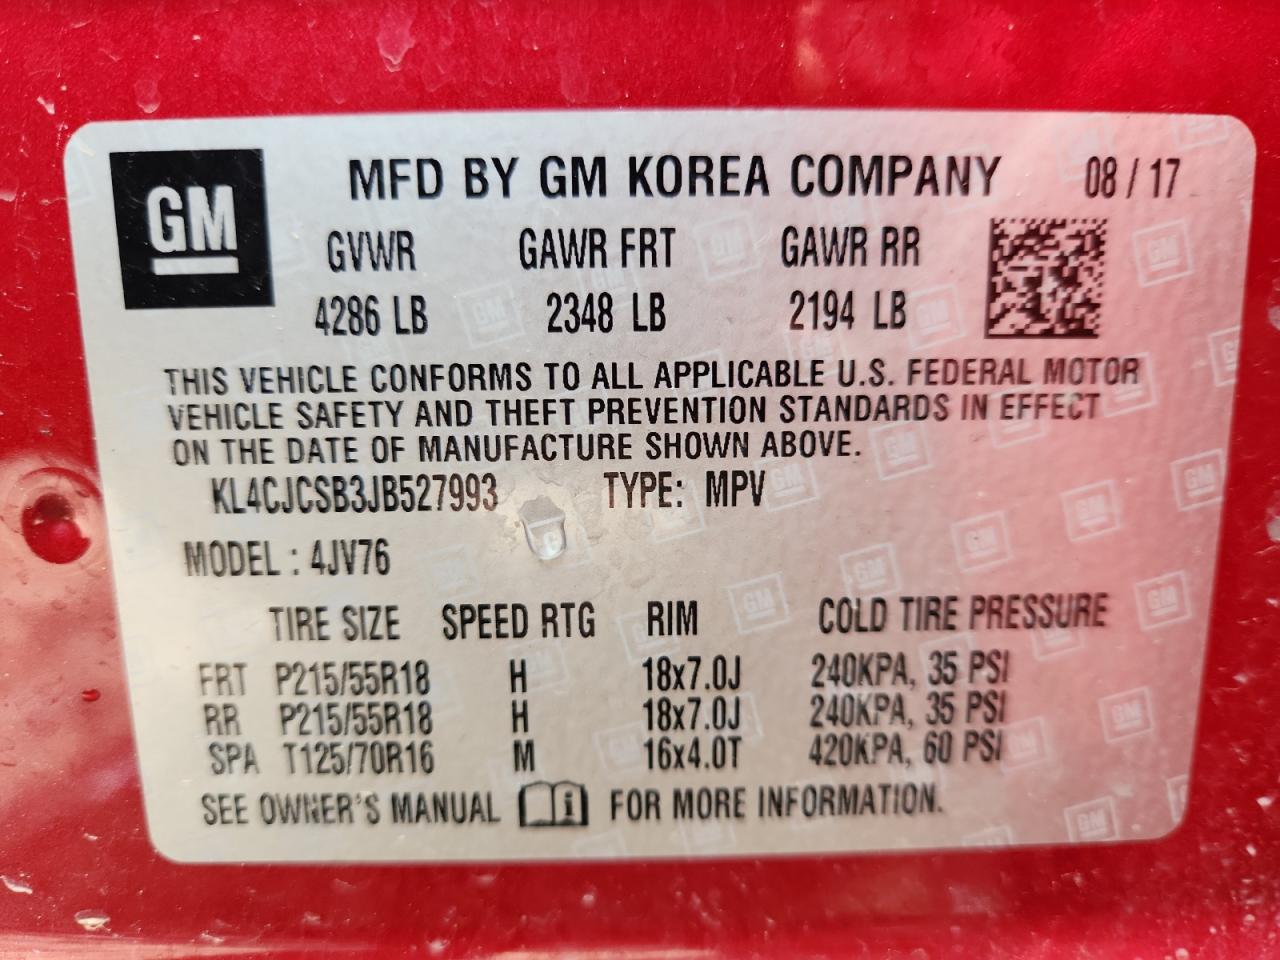 GM
MFD BY GM KOREA COMPANY 08 / 17
GVWR GAWR FRT GAWR RR
4286 LB 2348 LB 2194 LB
THIS VEHICLE CONFORMS TO ALL APPLICABLE U.S. FEDERAL MOTOR
VEHICLE SAFETY AND THEFT PREVENTION STANDARDS IN EFFECT
ON THE DATE OF MANUFACTURE SHOWN ABOVE.
KL4CJCSB3JB527993 TYPE: MPV
MODEL : 4JV76
TIRE SIZE SPEED RTG RIM COLD TIRE PRESSURE
FRT P215/55R18 H 18x7.0J 240KPA, 35 PSI
RR P215/55R18 H 18x7.0J 240KPA, 35 PSI
SPA T125/70R16 M 16x4.0T 420KPA, 60 PSI
SEE OWNER'S MANUAL i FOR MORE INFORMATION.